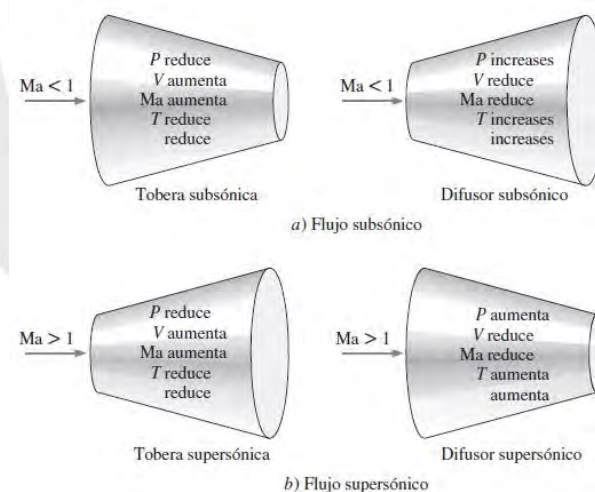 Ma < 1
P reduce
V aumenta
Ma aumenta
T reduce
reduce
Tobera subsónica
Ma < 1
P increases
V reduce
Ma reduce
T increases
increases
Difusor subsónico
a) Flujo subsónico
Ma > 1
P reduce
V aumenta
Ma aumenta
T reduce
reduce
Tobera supersónica
Ma > 1
P aumenta
V reduce
Ma reduce
T aumenta
aumenta
Difusor supersónico
b) Flujo supersónico